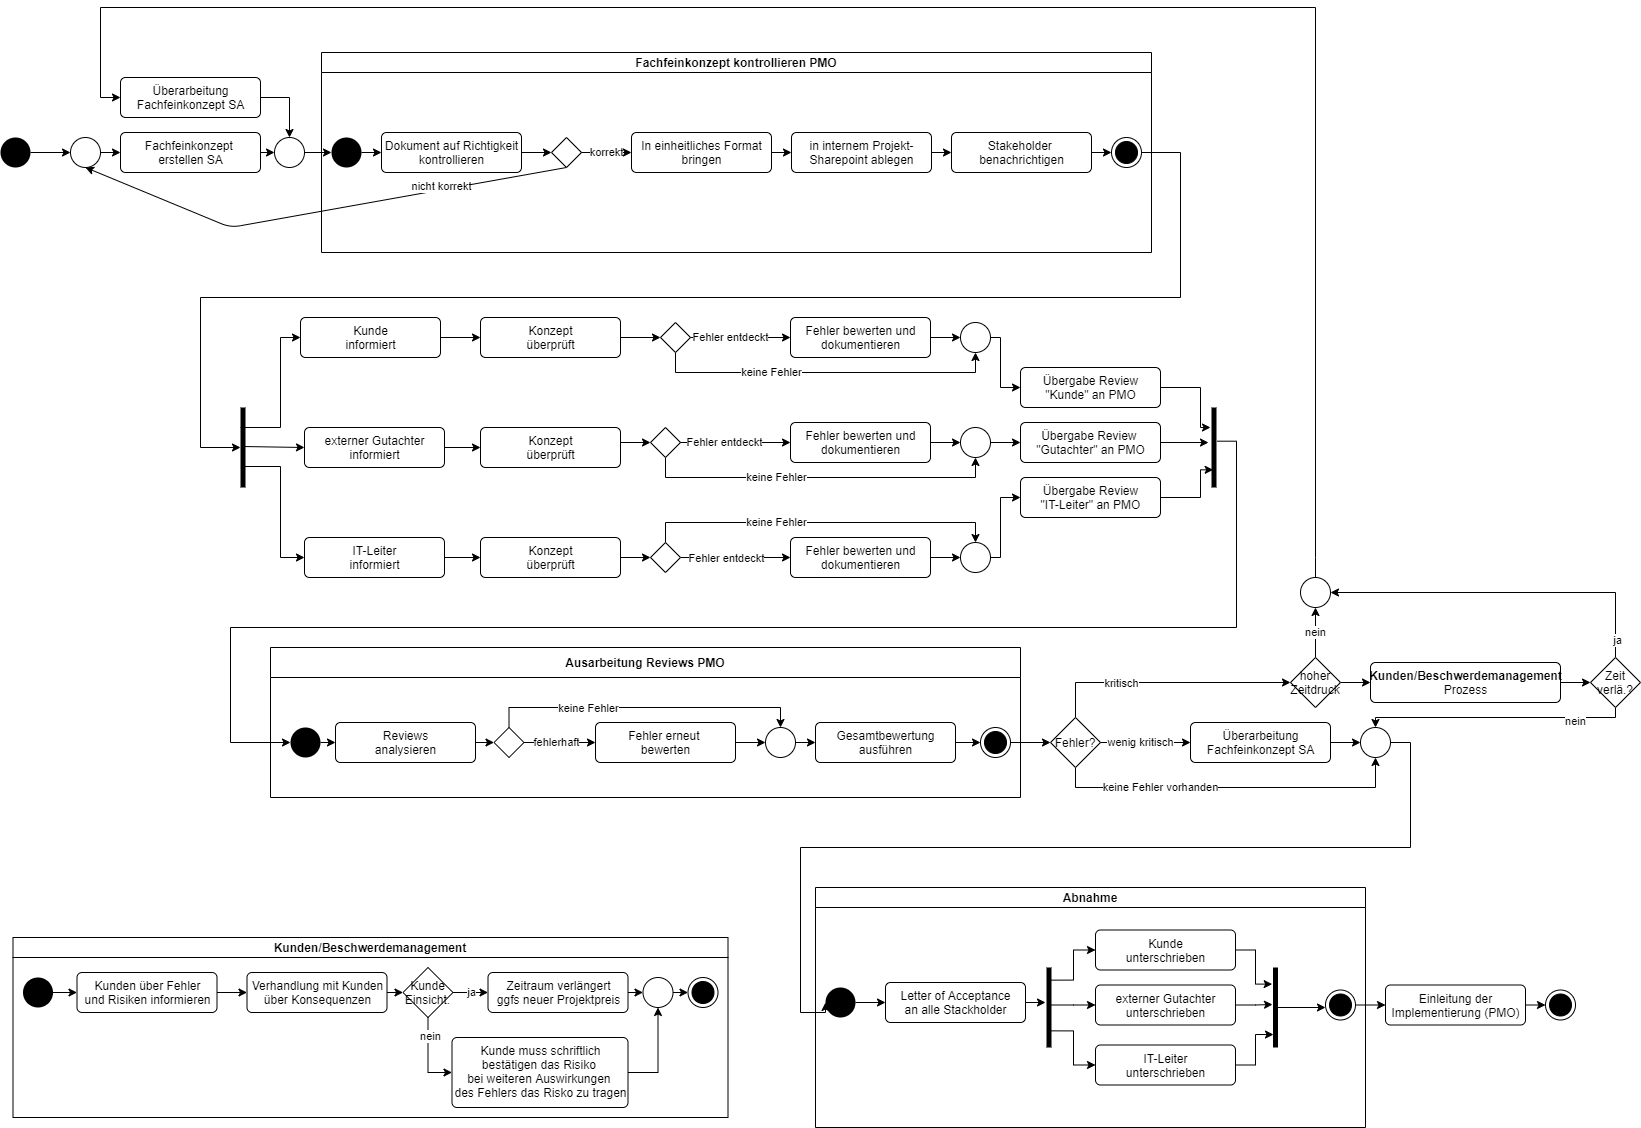 Fachfeinkonzept kontrollieren PMO
Überarbeitung
Fachfeinkonzept SA
Fachfeinkonzept
erstellen SA
Dokument auf Richtigkeit
kontrollieren
korrekt
nicht korrekt
In einheitliches Format
bringen
in internem Projekt-
Sharepoint ablegen
Stakeholder
benachrichtigen
Kunde
informiert
Konzept
überprüft
Fehler entdeckt
keine Fehler
Fehler bewerten und
dokumentieren
Übergabe Review
"Kunde" an PMO
externer Gutachter
informiert
Konzept
überprüft
Fehler entdeckt
keine Fehler
Fehler bewerten und
dokumentieren
Übergabe Review
"Gutachter" an PMO
IT-Leiter
informiert
Konzept
überprüft
keine Fehler
Fehler entdeckt
Fehler bewerten und
dokumentieren
Übergabe Review
"IT-Leiter" an PMO
Ausarbeitung Reviews PMO
Reviews
analysieren
keine Fehler
fehlerhaft
Fehler erneut
bewerten
Gesamtbewertung
ausführen
Fehler?
kritisch
wenig kritisch
keine Fehler vorhanden
Überarbeitung
Fachfeinkonzept SA
hoher
Zeitdruck
nein
Kunden/Beschwerdemanagement
Prozess
Zeit
verlä.?
ja
nein
Kunden/Beschwerdemanagement
Kunden über Fehler
und Risiken informieren
Verhandlung mit Kunden
über Konsequenzen
Kunde
Einsicht.
ja
nein
Zeitraum verlängert
ggfs neuer Projektpreis
Kunde muss schriftlich
bestätigen das Risiko
bei weiteren Auswirkungen
des Fehlers das Risko zu tragen
Abnahme
Letter of Acceptance
an alle Stackholder
Kunde
unterschrieben
externer Gutachter
unterschrieben
IT-Leiter
unterschrieben
Einleitung der
Implementierung (PMO)